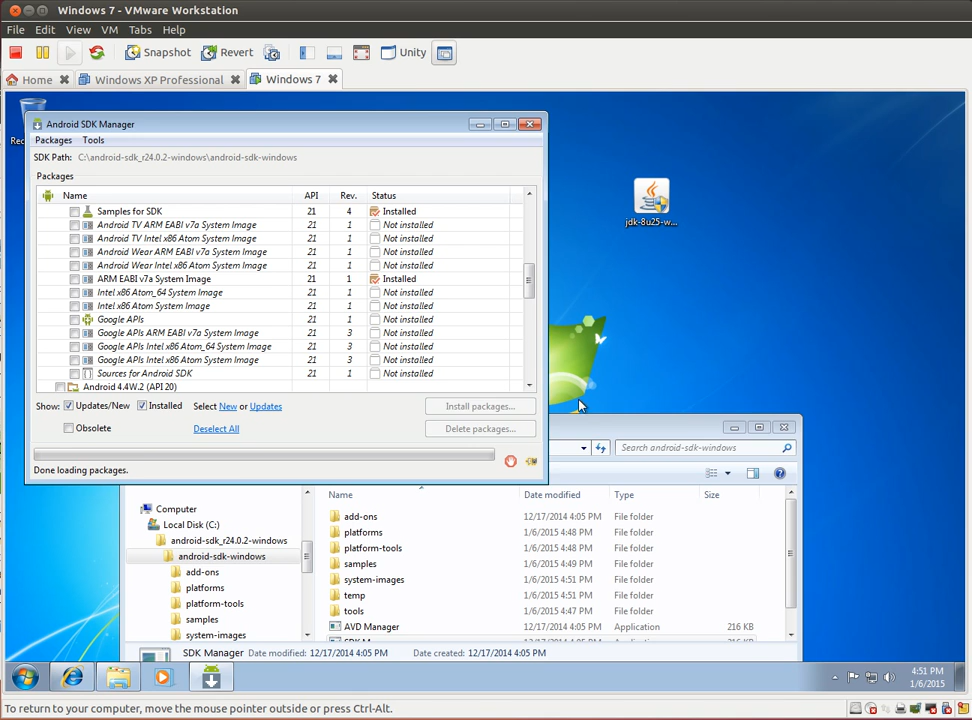 Windows 7 - VMware Workstation
File Edit View VM Tabs Help
Snapshot Revert Unity
Home Windows XP Professional Windows 7
Rec
Android SDK Manager
Packages Tools
SDK Path: C:\android-sdk_r24.0.2-windows\android-sdk-windows
Packages
Name API Rev. Status
Samples for SDK 21 4 Installed
Android TV ARM EABI v7a System Image 21 1 Not installed
Android TV Intel x86 Atom System Image 21 1 Not installed
Android Wear ARM EABI v7a System Image 21 1 Not installed
Android Wear Intel x86 Atom System Image 21 1 Not installed
ARM EABI v7a System Image 21 1 Installed
Intel x86 Atom_64 System Image 21 1 Not installed
Intel x86 Atom System Image 21 1 Not installed
Google APIs 21 1 Not installed
Google APIs ARM EABI v7a System Image 21 3 Not installed
Google APIs Intel x86 Atom_64 System Image 21 3 Not installed
Google APIs Intel x86 Atom System Image 21 3 Not installed
Sources for Android SDK 21 1 Not installed
Android 4.4W.2 (API 20)
Show: Updates/New Installed Select New or Updates Install packages...
Obsolete Deselect All Delete packages...
Done loading packages.
jdk-8u25-w...
Search android-sdk-windows
Computer
Local Disk (C:)
android-sdk_r24.0.2-windows
android-sdk-windows
add-ons
platforms
platform-tools
samples
system-images
Name Date modified Type Size
add-ons 12/17/2014 4:05 PM File folder
platforms 1/6/2015 4:48 PM File folder
platform-tools 1/6/2015 4:48 PM File folder
samples 1/6/2015 4:49 PM File folder
system-images 1/6/2015 4:51 PM File folder
temp 1/6/2015 4:51 PM File folder
tools 1/6/2015 4:47 PM File folder
AVD Manager 12/17/2014 4:05 PM Application 216 KB
SDK Manager Date modified: 12/17/2014 4:05 PM Date created: 12/17/2014 4:05 PM
4:51 PM
1/6/2015
To return to your computer, move the mouse pointer outside or press Ctrl-Alt.